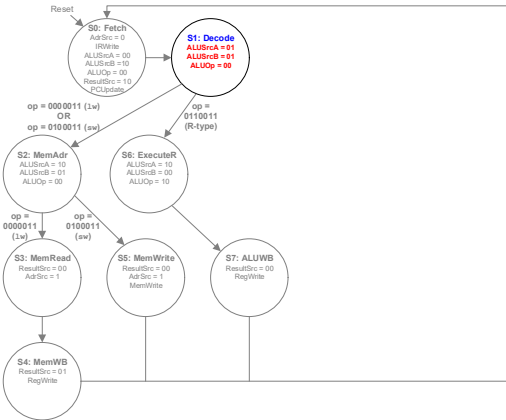 Reset
S0: Fetch
AdrSrc = 0
IRWrite
ALUSrcA = 00
ALUSrcB =10
ALUOp = 00
ResultSrc = 10
PCUpdate
S1: Decode
ALUSrcA = 01
ALUSrcB = 01
ALUOp = 00
op = 0000011 (lw)
OR
op = 0100011 (sw)
op =
0110011
(R-type)
S2: MemAdr
ALUSrcA = 10
ALUSrcB = 01
ALUOp = 00
S6: ExecuteR
ALUSrcA = 10
ALUSrcB = 00
ALUOp = 10
op =
0000011
(lw)
op =
0100011
(sw)
S3: MemRead
ResultSrc = 00
AdrSrc = 1
S5: MemWrite
ResultSrc = 00
AdrSrc = 1
MemWrite
S7: ALUWB
ResultSrc = 00
RegWrite
S4: MemWB
ResultSrc = 01
RegWrite